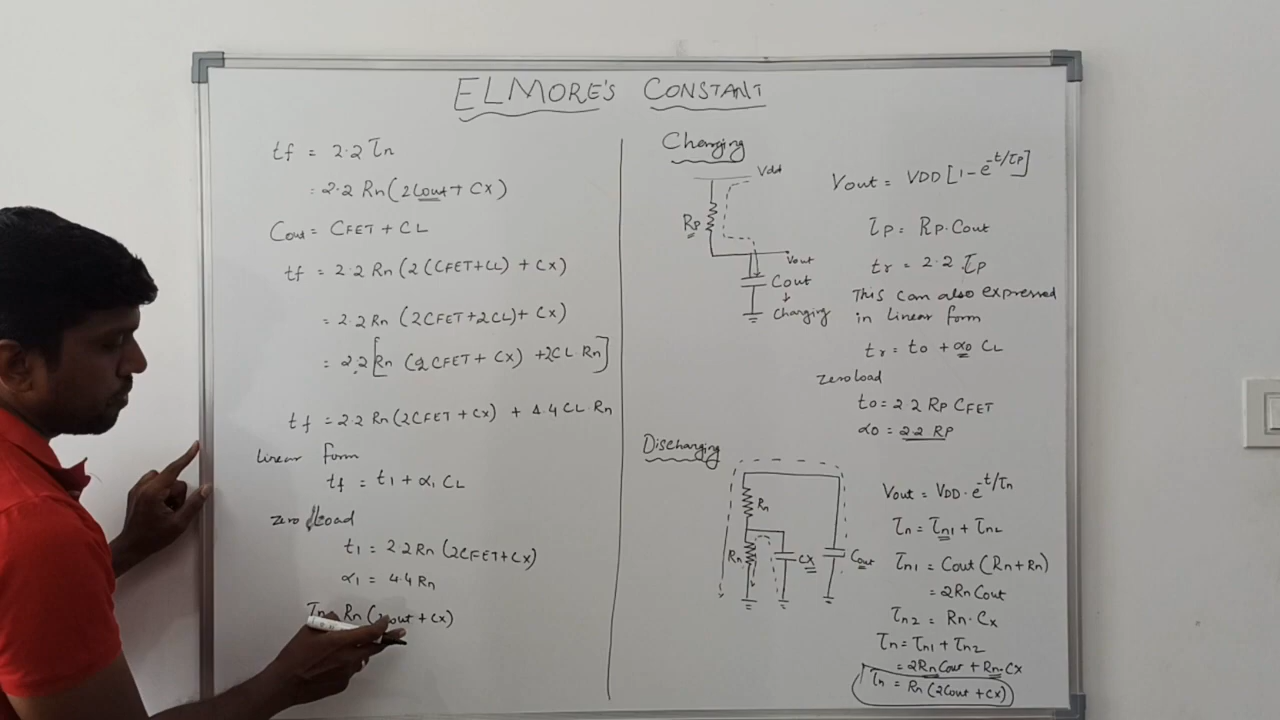 ELMORE'S CONSTANT
tf = 2.2 τn
= 2.2 Rn (2Cout + Cx)
Cout = CFET + CL
tf = 2.2 Rn (2 (CFET+CL) + Cx)
= 2.2 Rn (2CFET+2CL) + Cx)
= 2.2 [Rn (2CFET + Cx) +2CL Rn]
tf = 2.2 Rn (2CFET + Cx) + 4.4 CL Rn
linear form
tf = t1 + α1 CL
zero load
t1 = 2.2 Rn (2CFET+Cx)
α1 = 4.4 Rn
τn = Rn (2Cout + Cx)
Charging
Vdd
Rp
Vout
Cout
↓
Charging
Vout = VDD [1 - e^-t/τp]
τp = Rp. Cout
tr = 2.2 τp
This can also expressed
in linear form
tr = t0 + α0 CL
zero load
t0 = 2.2 Rp CFET
α0 = 2.2 Rp
Discharging
Rn
Rn
Cx
Cout
Vout = VDD. e^-t/τn
τn = τn1 + τn2
τn1 = Cout (Rn + Rn)
= 2Rn Cout
τn2 = Rn. Cx
τn = τn1 + τn2
= 2Rn Cout + Rn. Cx
τn = Rn (2Cout + Cx)